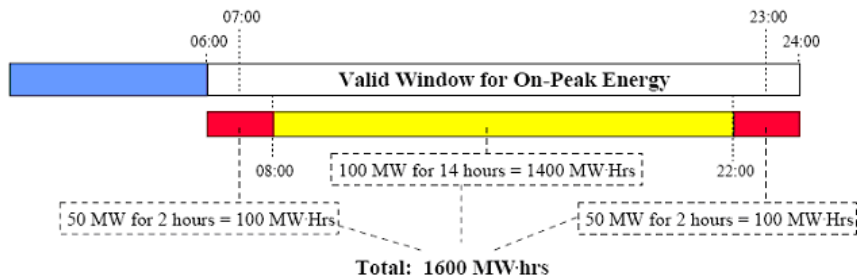 07:00
23:00
06:00
24:00
Valid Window for On-Peak Energy
08:00
100 MW for 14 hours = 1400 MW·Hrs
22:00
50 MW for 2 hours = 100 MW·Hrs
50 MW for 2 hours = 100 MW·Hrs
Total: 1600 MW·hrs